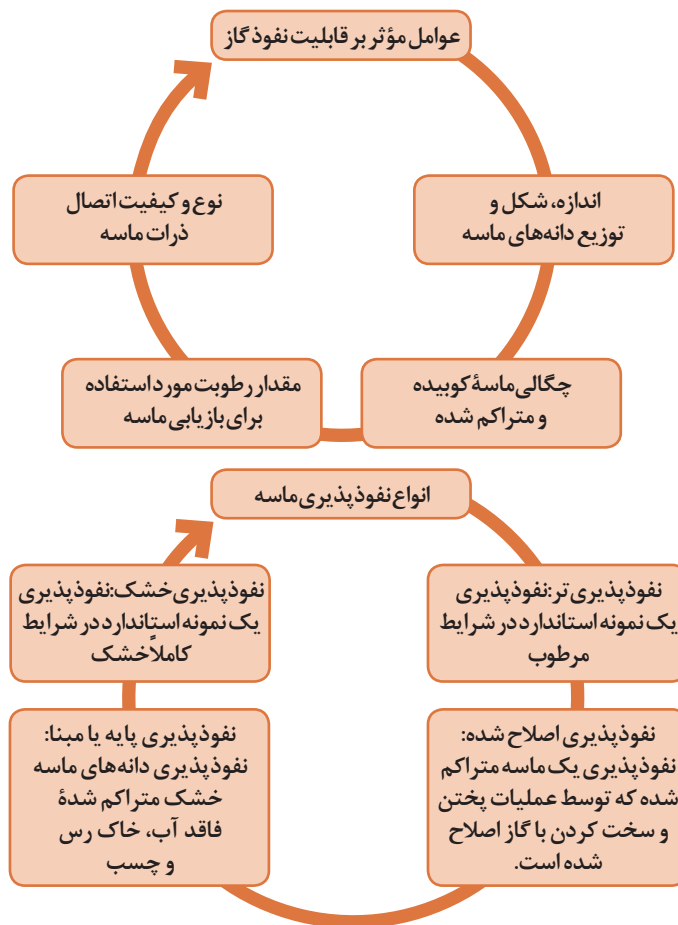 عوامل مؤثر بر قابلیت نفوذ گاز
اندازه، شکل و
توزیع دانه‌های ماسه
چگالی ماسهٔ کوبیده
و متراکم شده
مقدار رطوبت مورد استفاده
برای بازیابی ماسه
نوع و کیفیت اتصال
ذرات ماسه
انواع نفوذپذیری ماسه
نفوذپذیری تر: نفوذپذیری
یک نمونه استاندارد در شرایط
مرطوب
نفوذپذیری اصلاح شده:
نفوذپذیری یک ماسه متراکم
شده که توسط عملیات پختن
و سخت کردن با گاز اصلاح
شده است.
نفوذپذیری پایه یا مبنا:
نفوذپذیری دانه‌های ماسه
خشک متراکم شدهٔ
فاقد آب، خاک رس
و چسب
نفوذپذیری خشک: نفوذپذیری
یک نمونه استاندارد در شرایط
کاملاً خشک